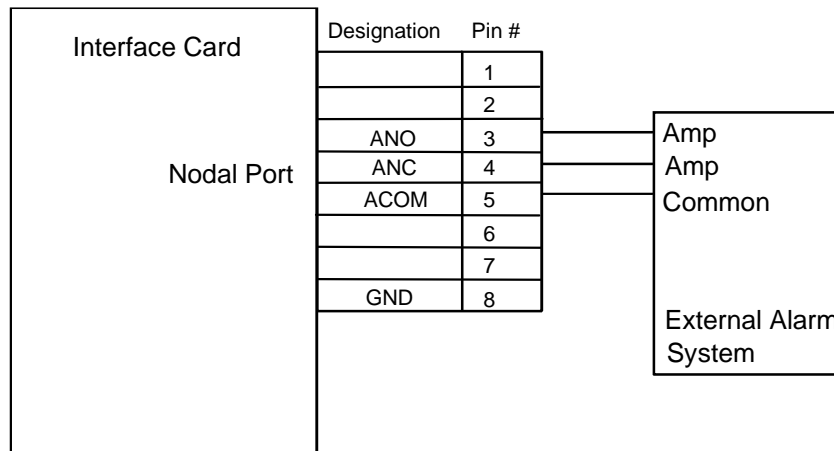 Interface Card
Designation Pin #
1
2
ANO 3
Nodal Port
ANC 4
ACOM 5
6
7
GND 8
Amp
Amp
Common
External Alarm
System